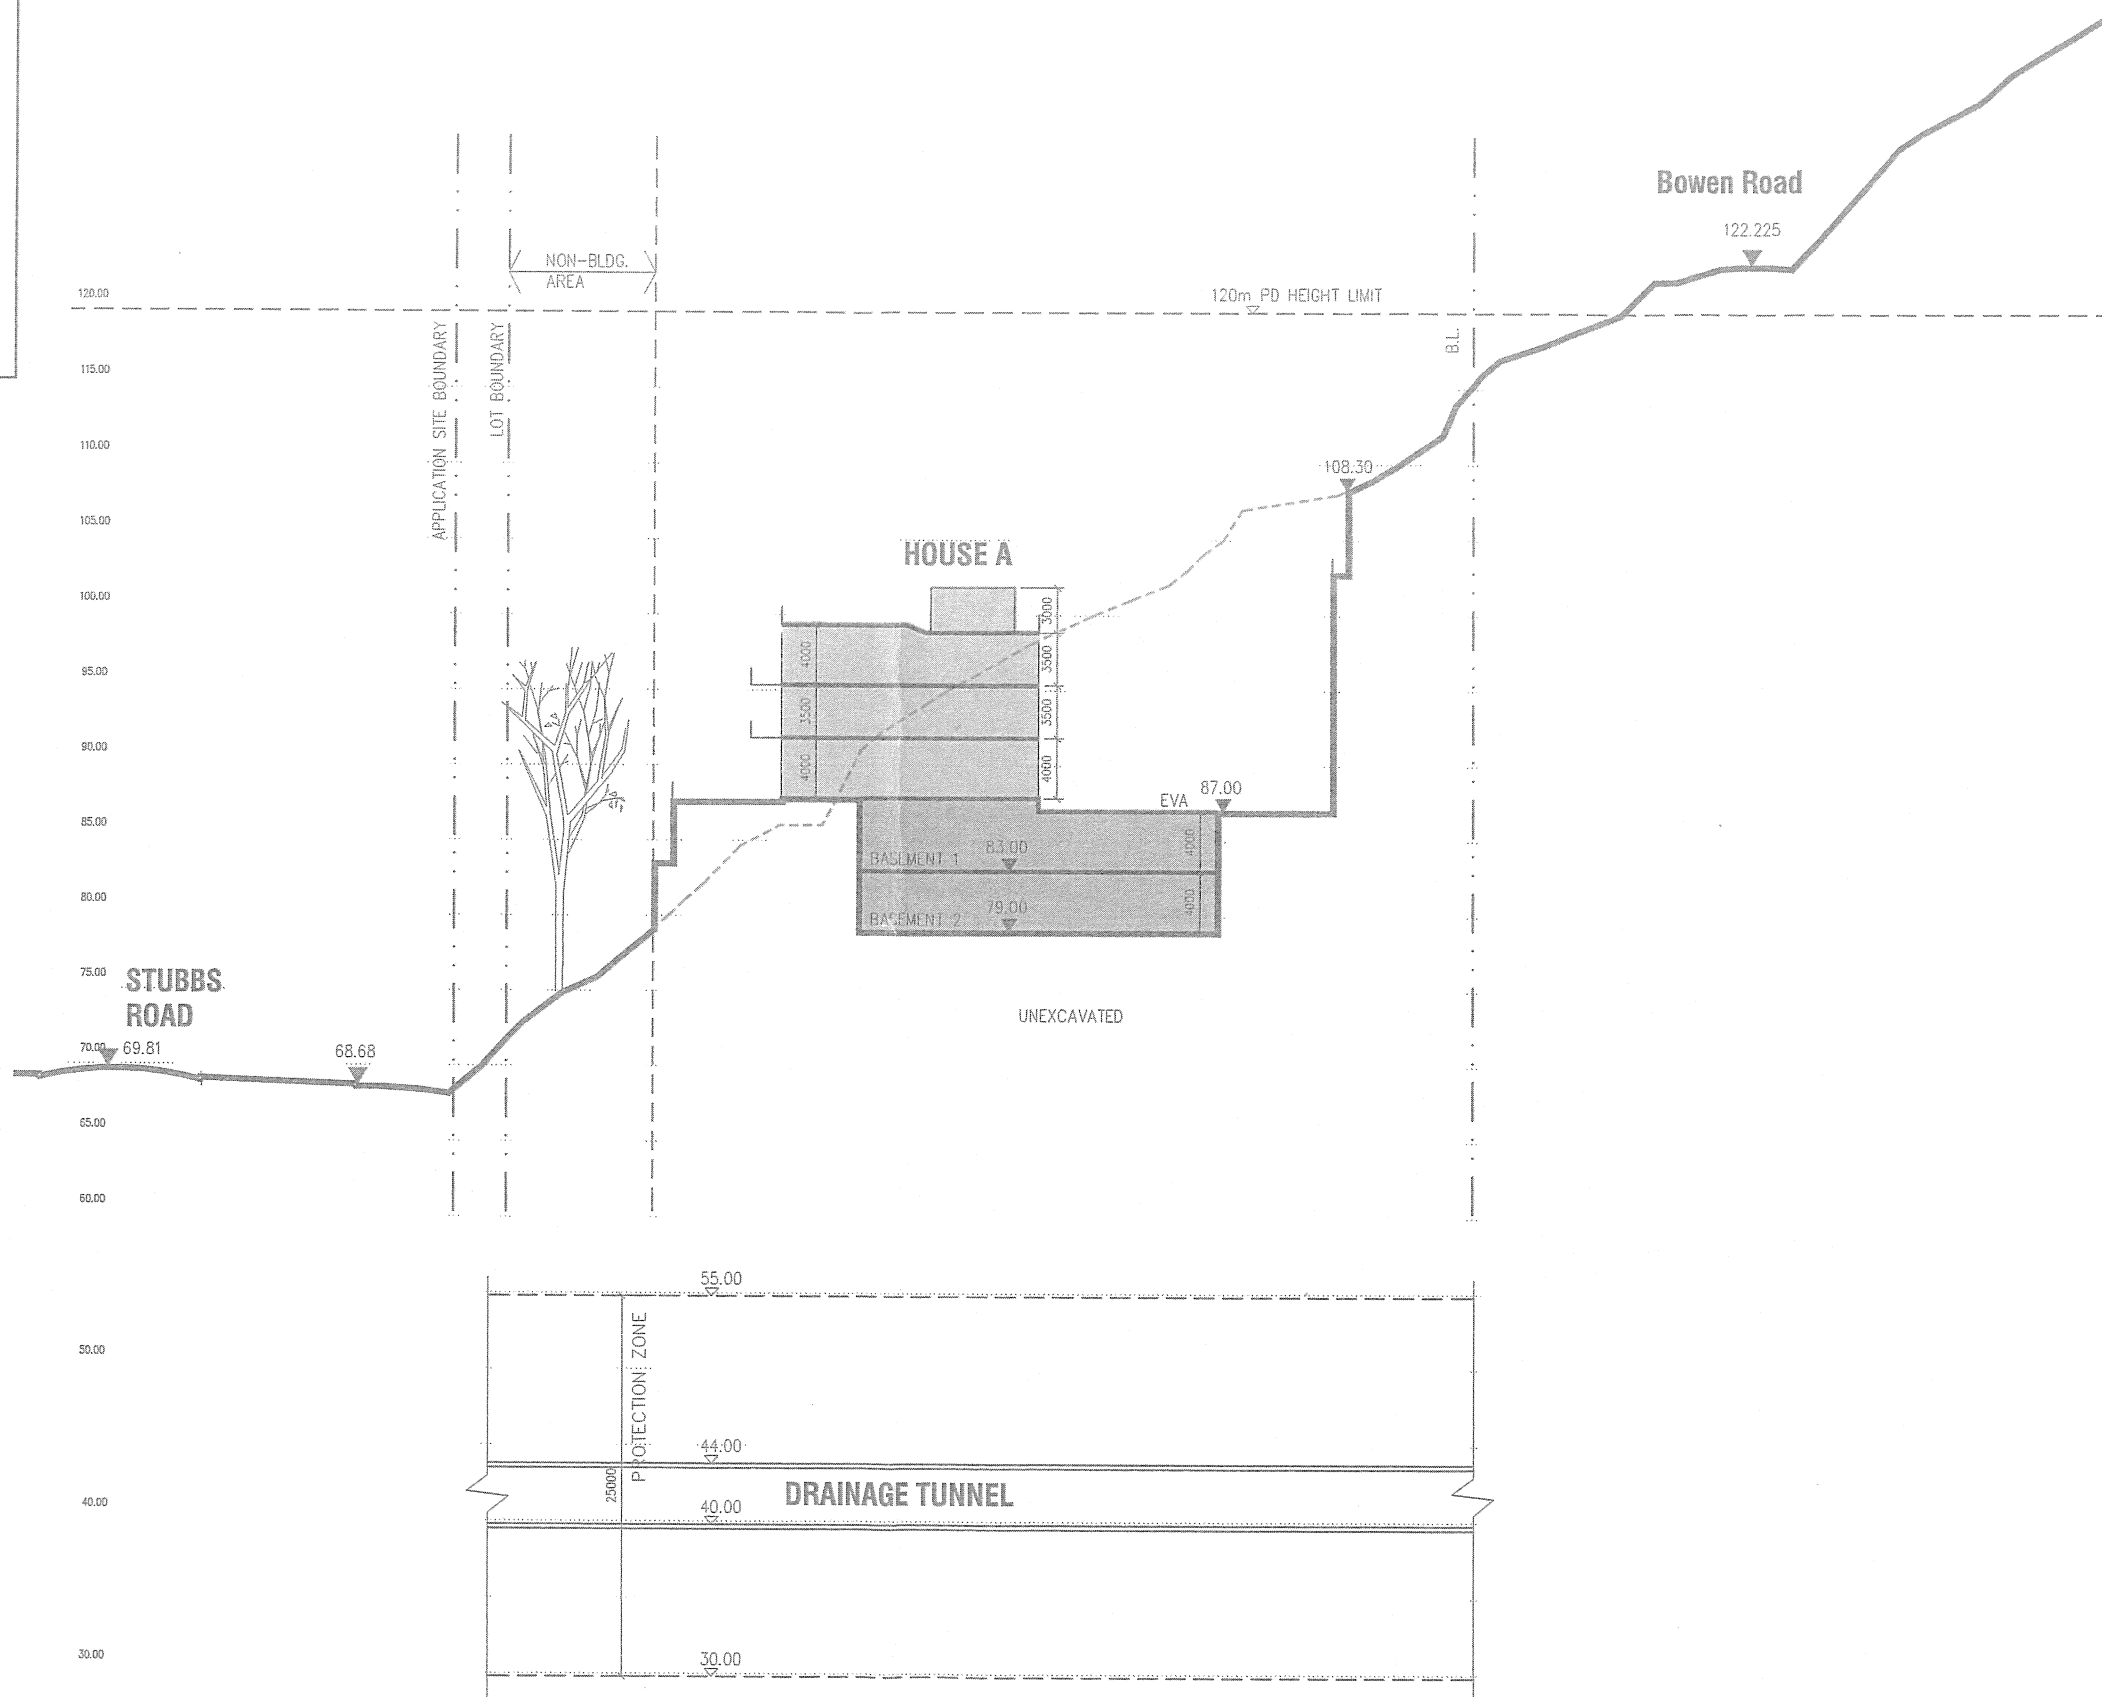 Bowen Road
122.225
NON-BLDG.
AREA
120.00
120m PD HEIGHT LIMIT
APPLICATION SITE BOUNDARY
LOT BOUNDARY
B.L.
115.00
110.00
108.30
105.00
HOUSE A
100.00
3000
4000
3500
95.00
3500
3500
90.00
4000
4000
EVA
87.00
85.00
4000
BASEMENT 1
83.00
80.00
4000
BASEMENT 2
79.00
75.00
STUBBS
ROAD
UNEXCAVATED
70.00
69.81
68.68
65.00
60.00
55.00
PROTECTION ZONE
50.00
44.00
25000
DRAINAGE TUNNEL
40.00
40.00
30.00
30.00